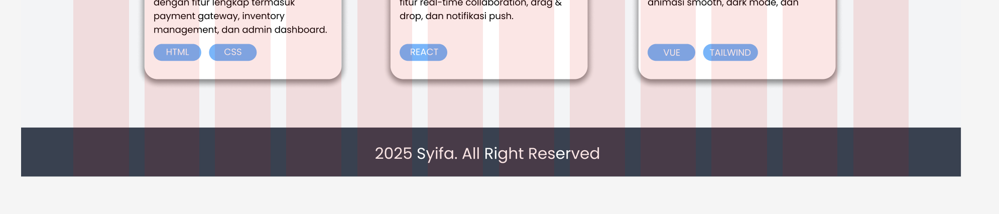 dengan fitur lengkap termasuk
payment gateway, inventory
management, dan admin dashboard.
HTML CSS
fitur real-time collaboration, drag &
drop, dan notifikasi push.
REACT
animasi smooth, dark mode, dan
VUE TAILWIND
2025 Syifa. All Right Reserved